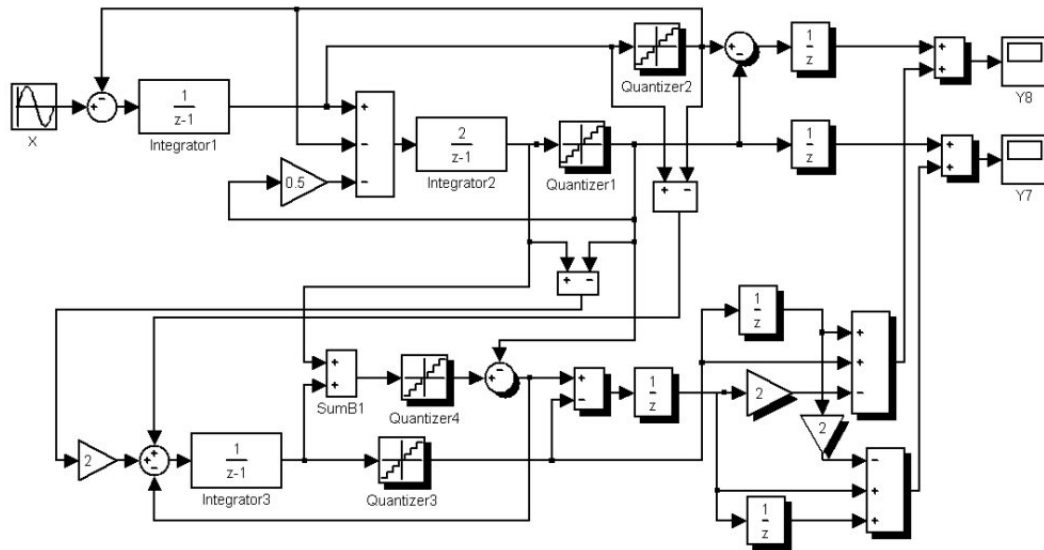 1
z
1
z
Y8
Quantizer2
X
1
z-1
Integrator1
2
z-1
Integrator2
Quantizer1
1
z
Y7
0.5
1
z
SumB1
Quantizer4
1
z
2
2
2
1
z-1
Integrator3
Quantizer3
1
z